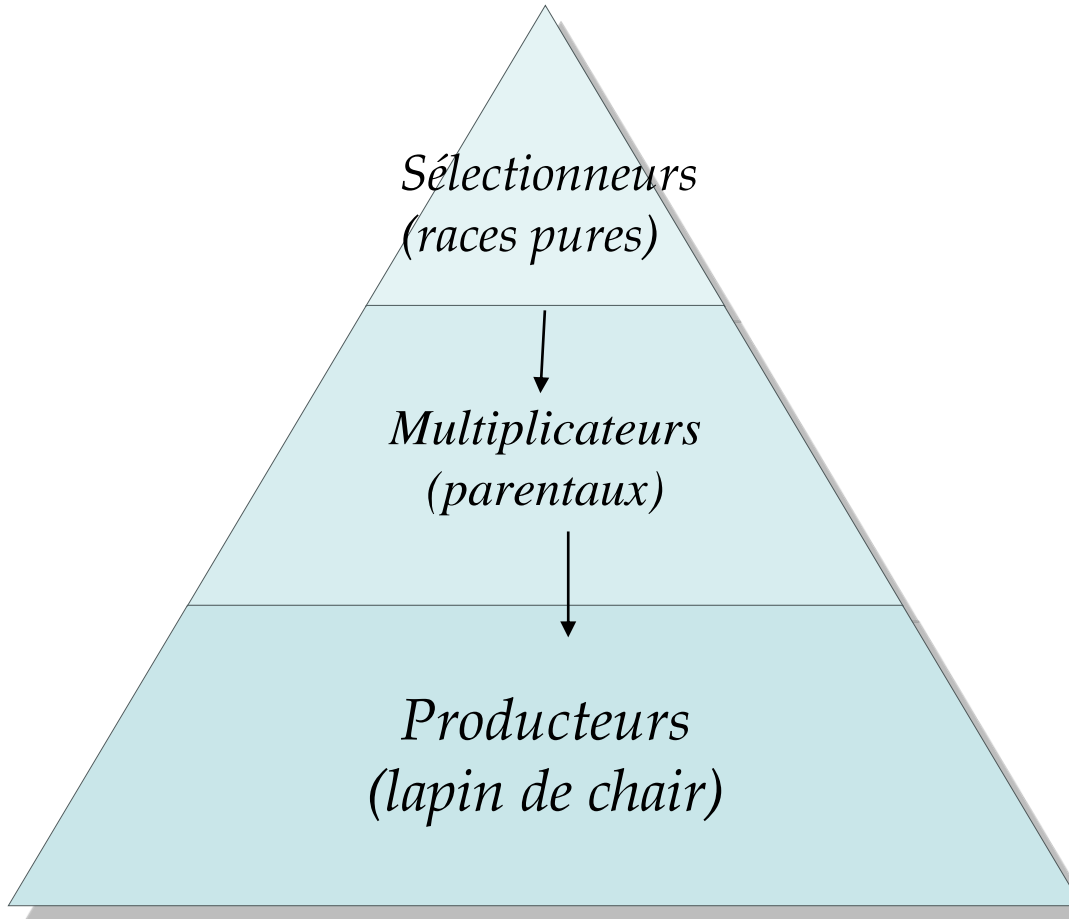 Sélectionneurs
(races pures)
Multiplicateurs
(parentaux)
Producteurs
(lapin de chair)